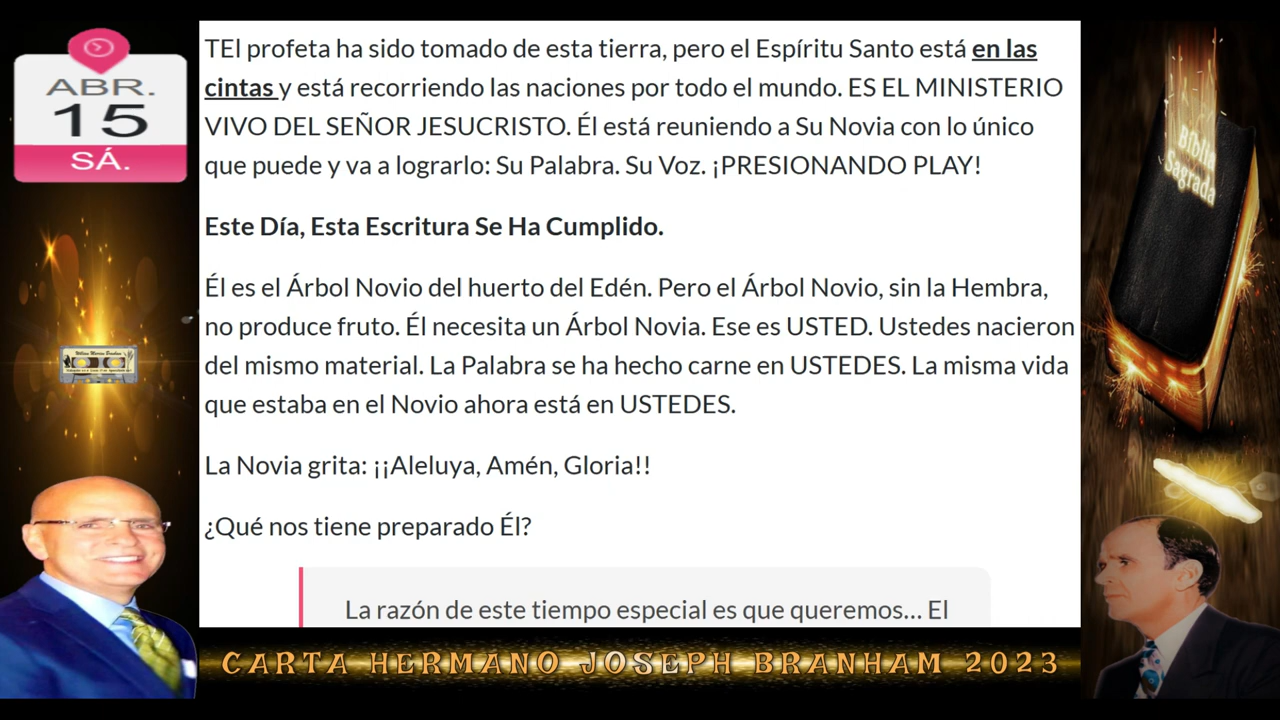 ABR.
15
SÁ.
TEl profeta ha sido tomado de esta tierra, pero el Espíritu Santo está en las
cintas y está recorriendo las naciones por todo el mundo. ES EL MINISTERIO
VIVO DEL SEÑOR JESUCRISTO. Él está reuniendo a Su Novia con lo único
que puede y va a lograrlo: Su Palabra. Su Voz. ¡PRESIONANDO PLAY!
Este Día, Esta Escritura Se Ha Cumplido.
Él es el Árbol Novio del huerto del Edén. Pero el Árbol Novio, sin la Hembra,
no produce fruto. Él necesita un Árbol Novia. Ese es USTED. Ustedes nacieron
del mismo material. La Palabra se ha hecho carne en USTEDES. La misma vida
que estaba en el Novio ahora está en USTEDES.
La Novia grita: ¡¡Aleluya, Amén, Gloria!!
¿Qué nos tiene preparado Él?
La razón de este tiempo especial es que queremos... El
Bíblia
Sagrada
CARTA HERMANO JOSEPH BRANHAM 2023